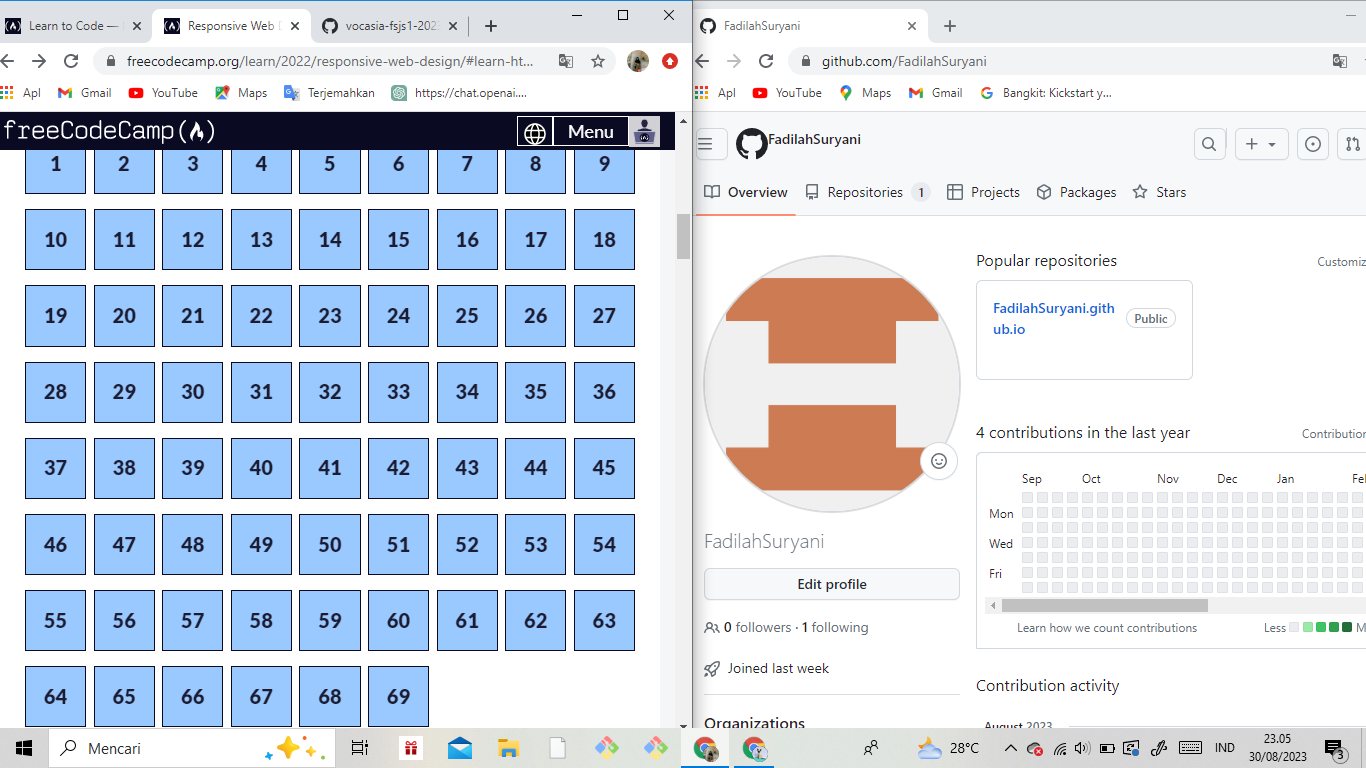 Learn to Code —
Responsive Web D
vocasia-fsjs1-202
freecodecamp.org/learn/2022/responsive-web-design/#learn-ht...
Apl
Gmail
YouTube
Maps
Terjemahkan
https://chat.openai....
freeCodeCamp
Menu
1 2 3 4 5 6 7 8 9
10 11 12 13 14 15 16 17 18
19 20 21 22 23 24 25 26 27
28 29 30 31 32 33 34 35 36
37 38 39 40 41 42 43 44 45
46 47 48 49 50 51 52 53 54
55 56 57 58 59 60 61 62 63
64 65 66 67 68 69
FadilahSuryani
github.com/FadilahSuryani
Apl
YouTube
Maps
Gmail
Bangkit: Kickstart y...
FadilahSuryani
Overview
Repositories 1
Projects
Packages
Stars
FadilahSuryani
Edit profile
0 followers · 1 following
Joined last week
Organizations
Popular repositories
Customiz
FadilahSuryani.gith
ub.io
Public
4 contributions in the last year
Contribution
Sep Oct Nov Dec Jan Fe
Mon
Wed
Fri
Learn how we count contributions
Less
M
Contribution activity
August 2023
Mencari
28°C
IND
23.05
30/08/2023
3